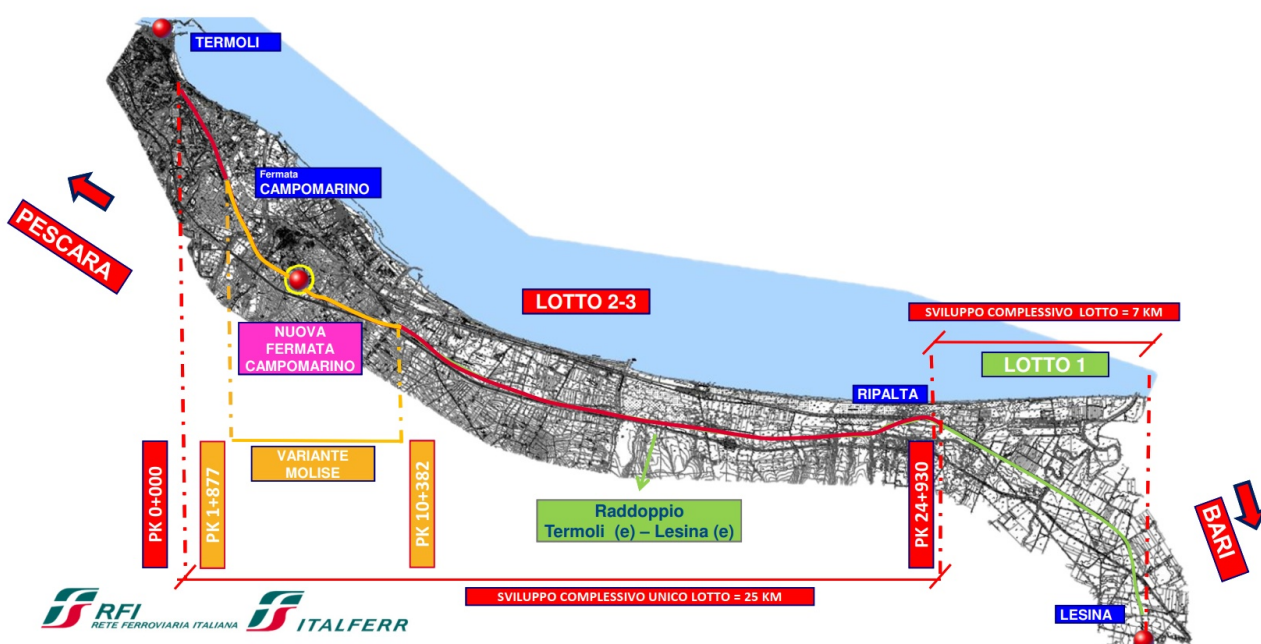 TERMOLI
Fermata
CAMPOMARINO
PESCARA
LOTTO 2-3
SVILUPPO COMPLESSIVO LOTTO = 7 KM
NUOVA
FERMATA
CAMPOMARINO
LOTTO 1
RIPALTA
VARIANTE
MOLISE
PK 0+000
PK 1+877
PK 10+382
PK 24+930
Raddoppio
Termoli (e) – Lesina (e)
BARI
SVILUPPO COMPLESSIVO UNICO LOTTO = 25 KM
LESINA
RFI
RETE FERROVIARIA ITALIANA
ITALFERR